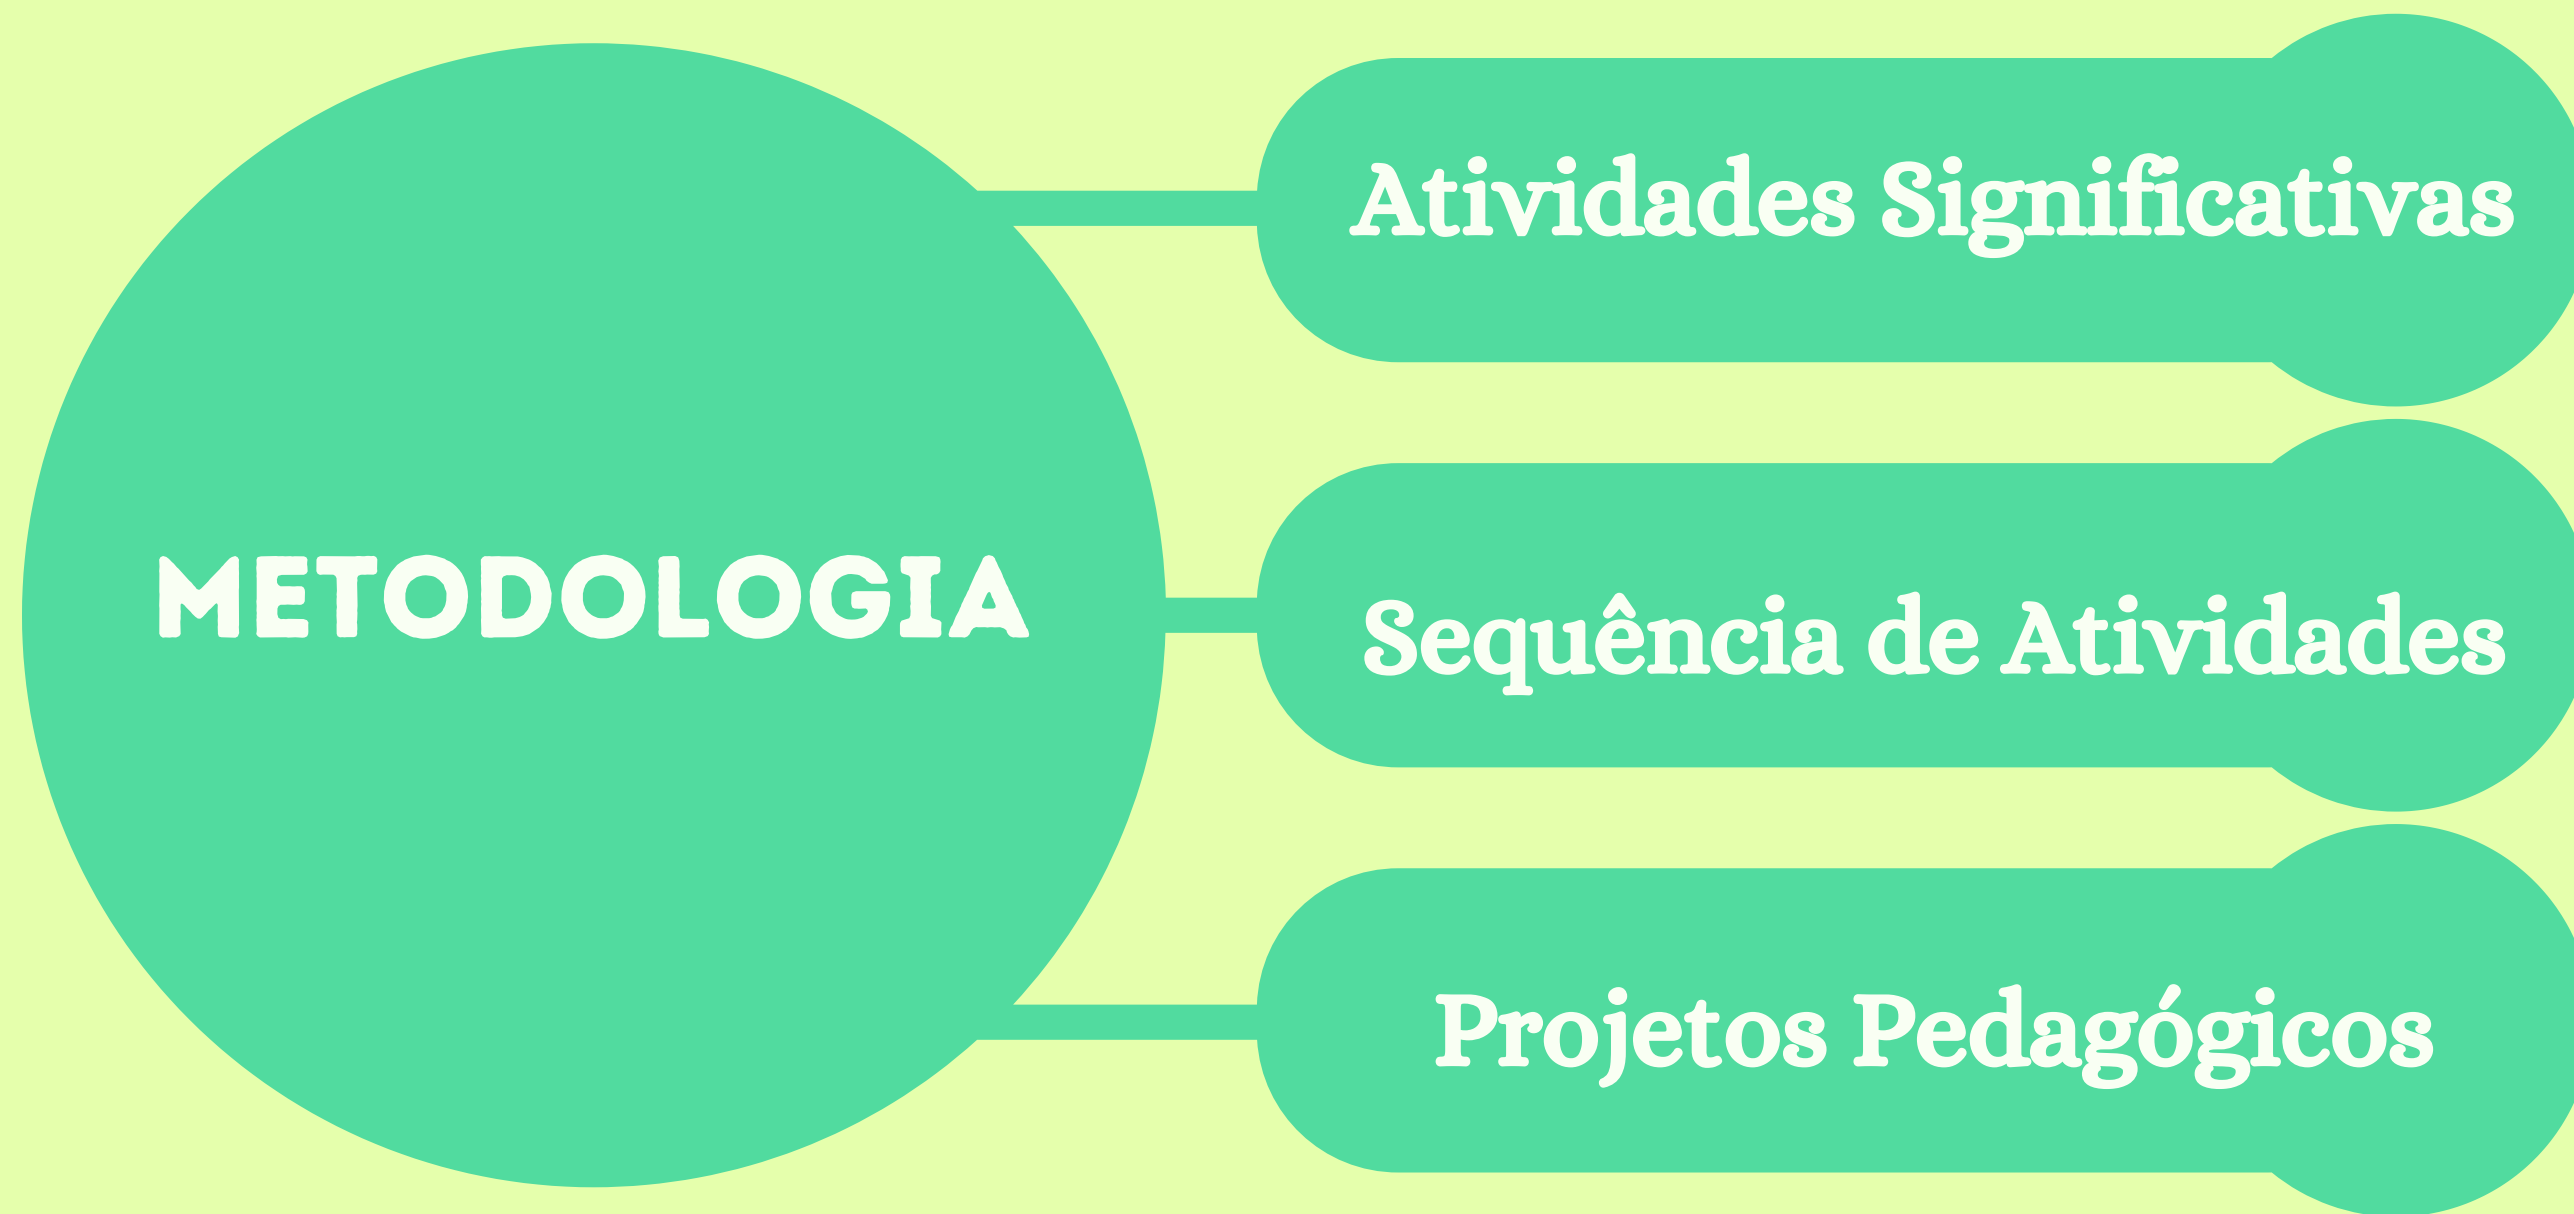 METODOLOGIA
Atividades Significativas
Sequência de Atividades
Projetos Pedagógicos